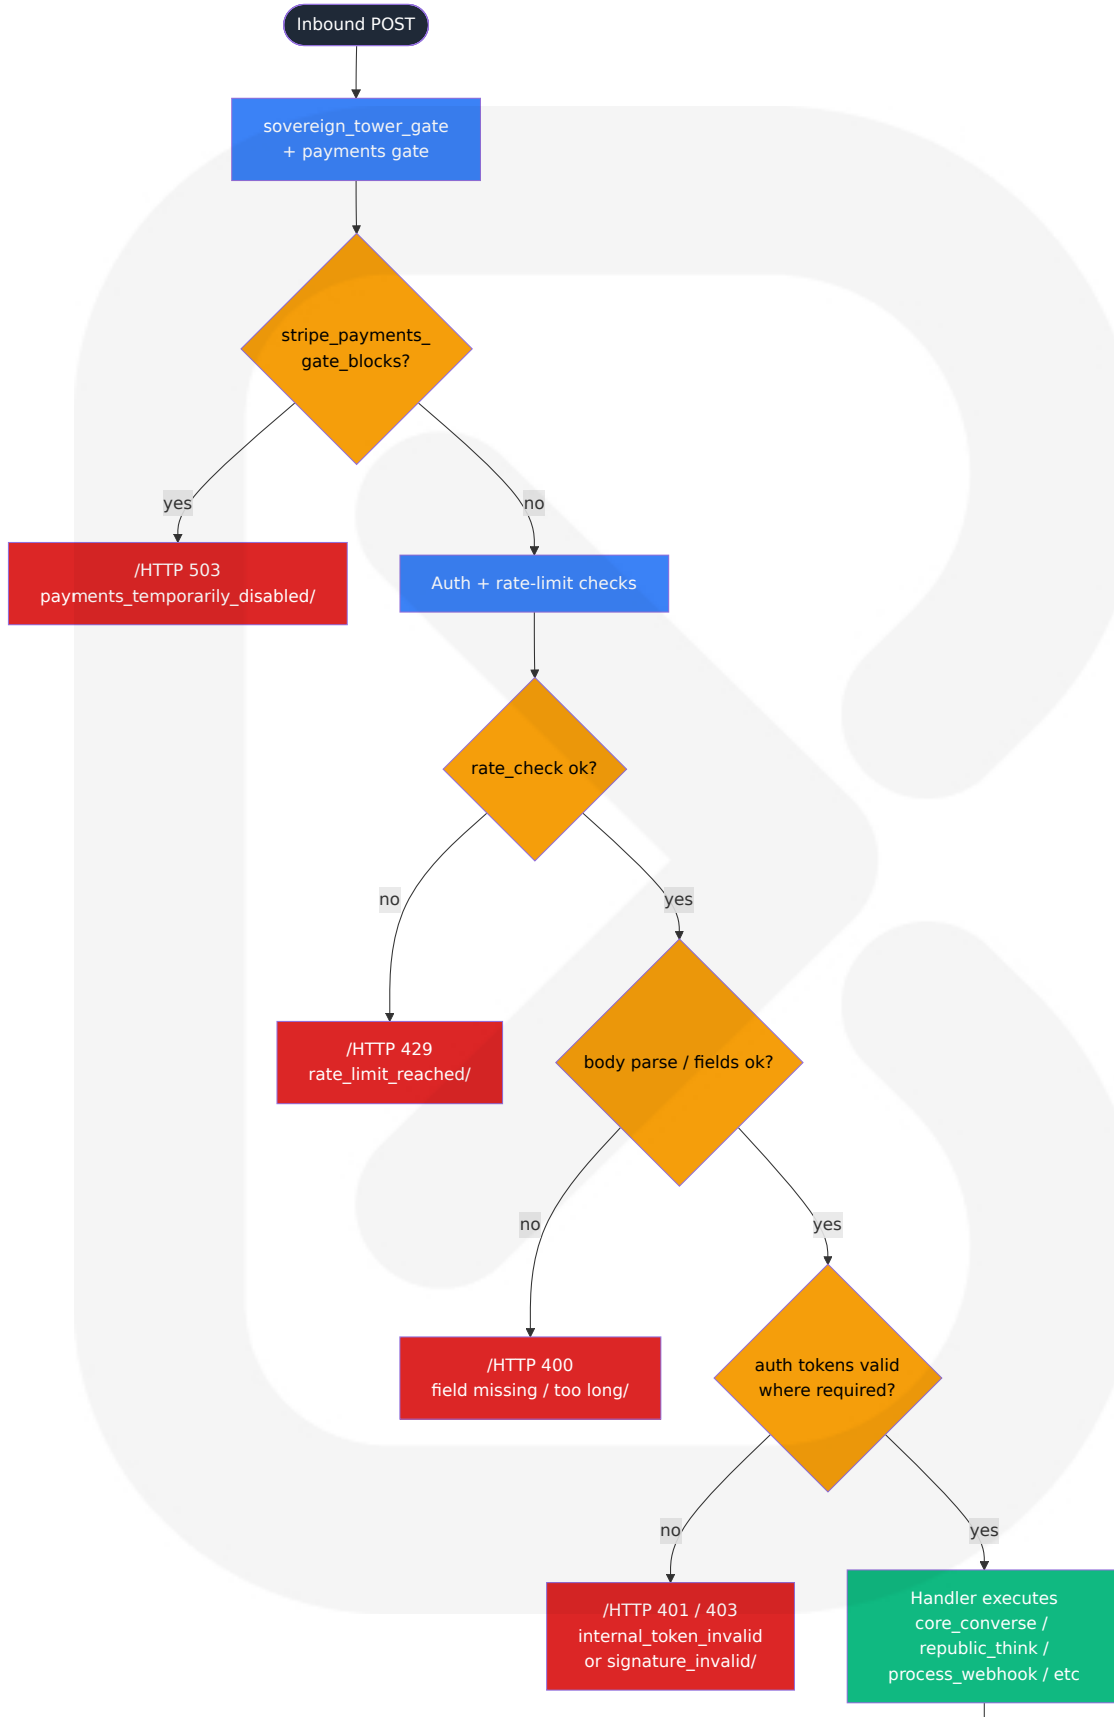 Inbound POST
sovereign_tower_gate
+ payments gate
stripe_payments_
gate_blocks?
yes
no
/HTTP 503
payments_temporarily_disabled/
Auth + rate-limit checks
rate_check ok?
no
yes
/HTTP 429
rate_limit_reached/
body parse / fields ok?
no
yes
/HTTP 400
field missing / too long/
auth tokens valid
where required?
no
yes
/HTTP 401 / 403
internal_token_invalid
or signature_invalid/
Handler executes
core_converse /
republic_think /
process_webhook / etc